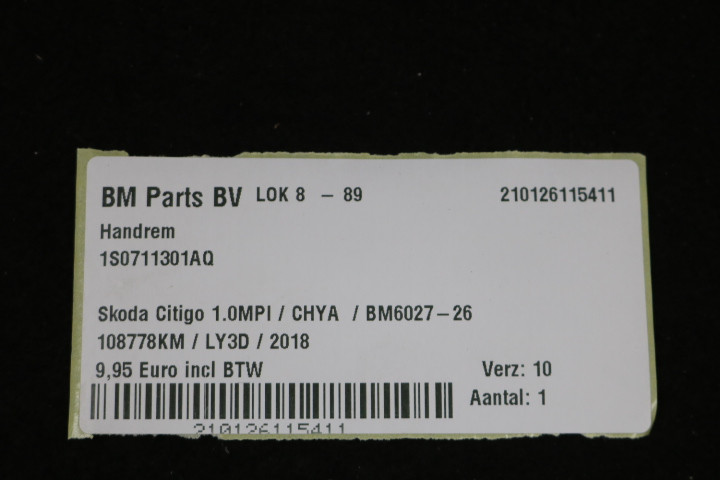 BM Parts BV LOK 8 - 89 210126115411
Handrem
1S0711301AQ
Skoda Citigo 1.0MPI / CHYA / BM6027-26
108778KM / LY3D / 2018
9,95 Euro incl BTW Verz: 10
Aantal: 1
210126115411